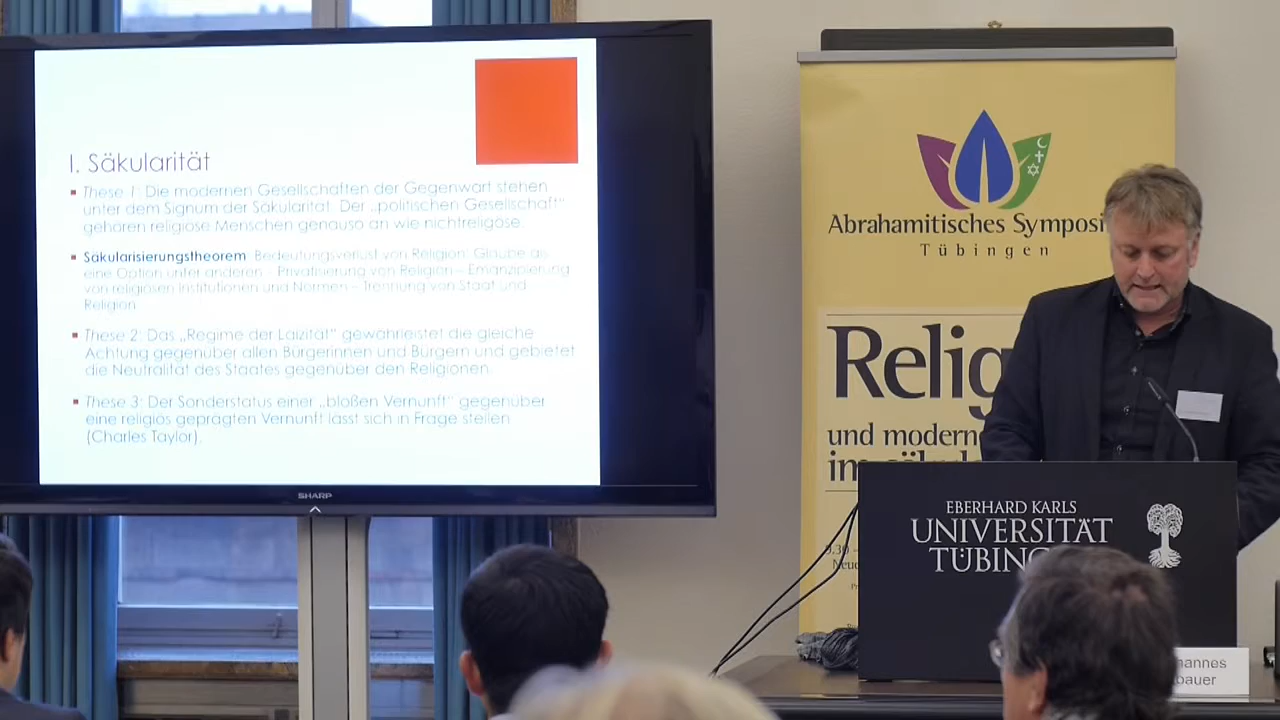 I. Säkularität
These 1: Die modernen Gesellschaften der Gegenwart stehen
unter dem Signum der Säkularität. Der „politischen Gesellschaft“
gehören religiöse Menschen genauso an wie nichtreligiöse.
Säkularisierungstheorem: Bedeutungsverlust von Religion: Glaube als
eine Option unter anderen – Privatisierung von Religion – Emanzipierung
von religiösen Institutionen und Normen – Trennung von Staat und
Religion
These 2: Das „Regime der Laizität“ gewährleistet die gleiche
Achtung gegenüber allen Bürgerinnen und Bürgern und gebietet
die Neutralität des Staates gegenüber den Religionen.
These 3: Der Sonderstatus einer „bloßen Vernunft“ gegenüber
eine religiös geprägten Vernunft lässt sich in Frage stellen
(Charles Taylor).
SHARP
Abrahamitisches Symposi
Tübingen
Relig
und modern
im
EBERHARD KARLS
UNIVERSITÄT
TÜBING
hannes
bauer